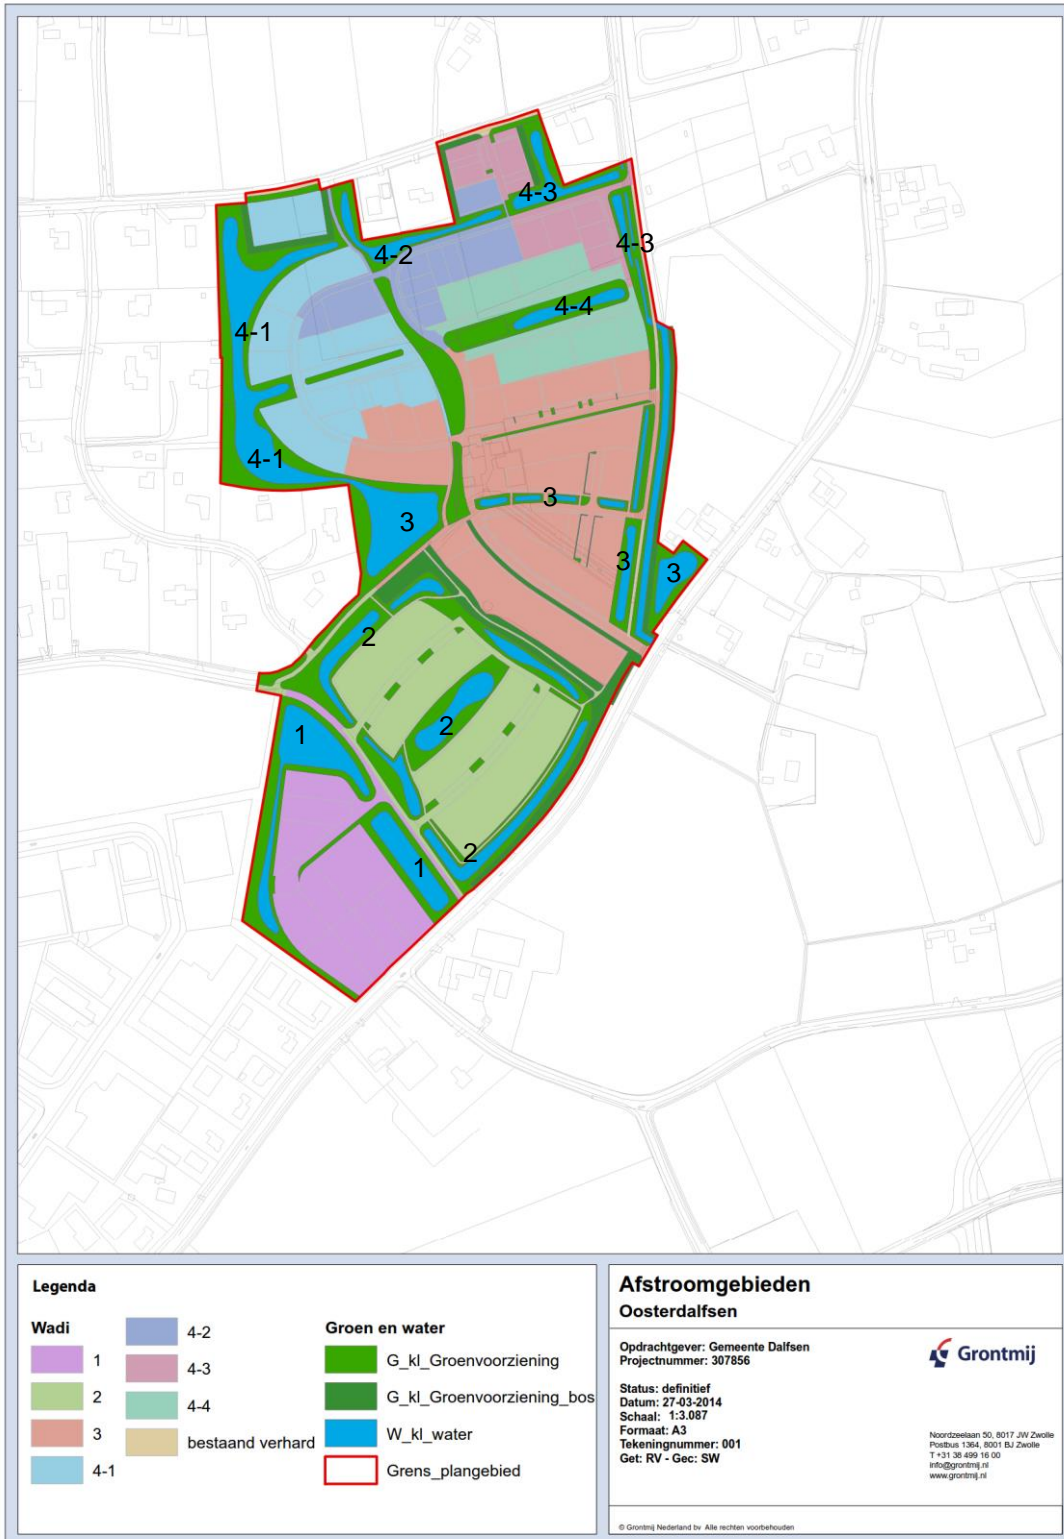 4-3
4-3
4-2
4-4
4-1
4-1
3
3
3
3
2
2
1
1
2
Legenda
Wadi
1
2
3
4-1
4-2
4-3
4-4
bestaand verhard
Groen en water
G_kl_Groenvoorziening
G_kl_Groenvoorziening_bos
W_kl_water
Grens_plangebied
Afstroomgebieden
Oosterdalfsen
Opdrachtgever: Gemeente Dalfsen
Projectnummer: 307856
Status: definitief
Datum: 27-03-2014
Schaal: 1:3.087
Formaat: A3
Tekeningnummer: 001
Get: RV - Gec: SW
Grontmij
Noordzeelaan 50, 8017 JW Zwolle
Postbus 1364, 8001 BJ Zwolle
T +31 38 499 16 00
info@grontmij.nl
www.grontmij.nl
© Grontmij Nederland bv Alle rechten voorbehouden